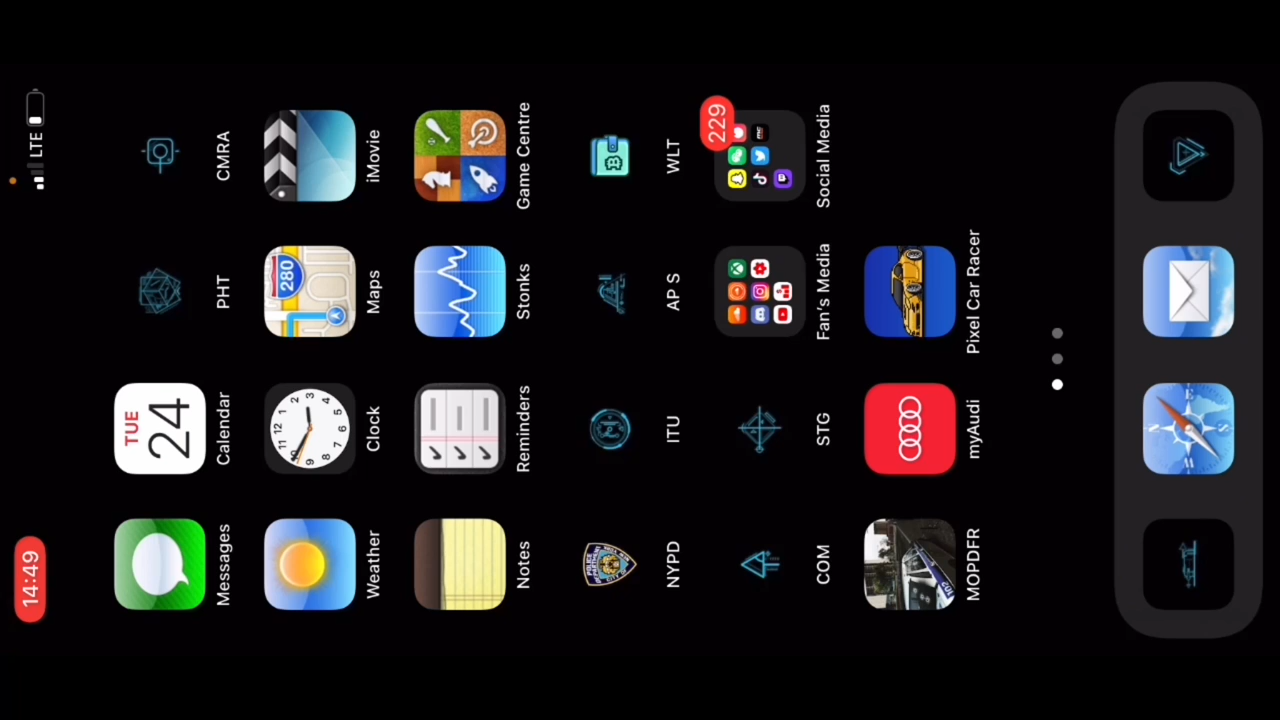 14:49
LTE
TUE
24
Messages
Calendar
PHT
CMRA
280
Weather
Clock
Maps
iMovie
Notes
Reminders
Stonks
Game Centre
NYPD
ITU
AP S
WLT
229
COM
STG
Fan's Media
Social Media
MOPDFR
myAudi
Pixel Car Racer